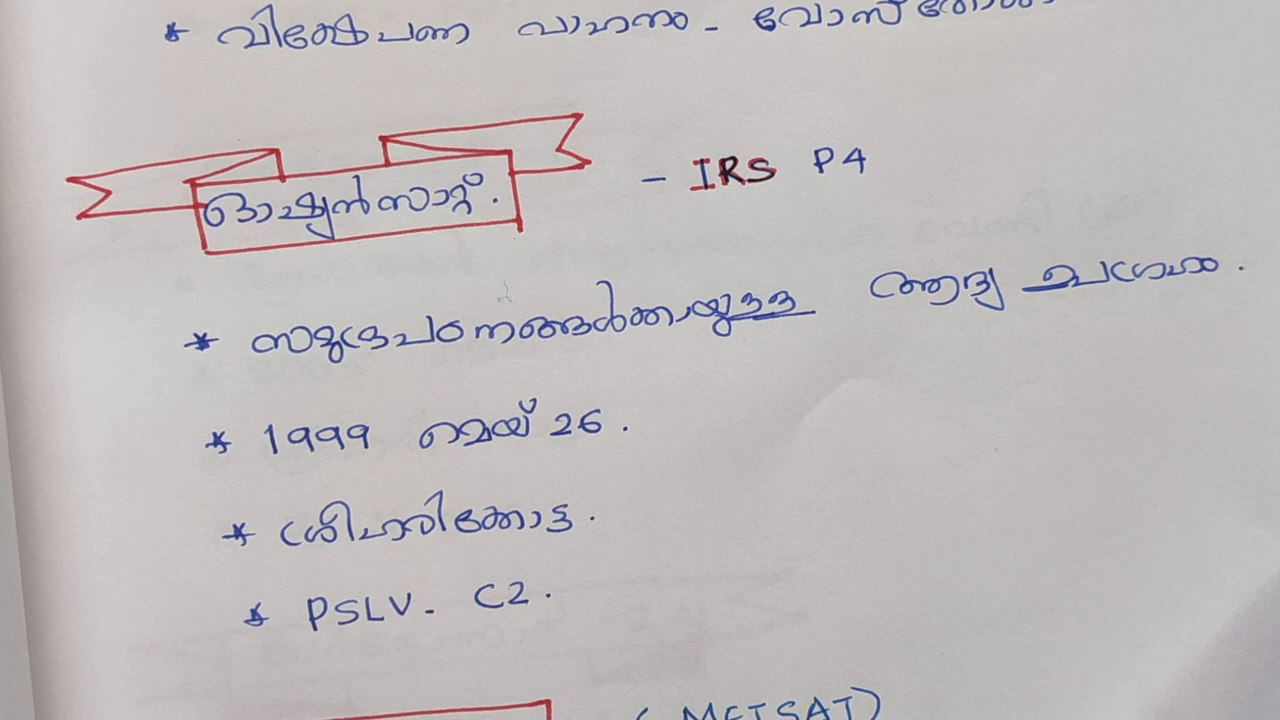 * വിക്ഷേപണ വാഹനം - വോസ്തോക്
ഓഷ്യൻസാറ്റ്. - IRS P4
* സമുദ്രപഠനങ്ങൾക്കായുള്ള ആദ്യ ഉപഗ്രഹം.
* 1999 മെയ് 26.
* ശ്രീഹരിക്കോട്ട.
* PSLV - C2.
(METSAT)